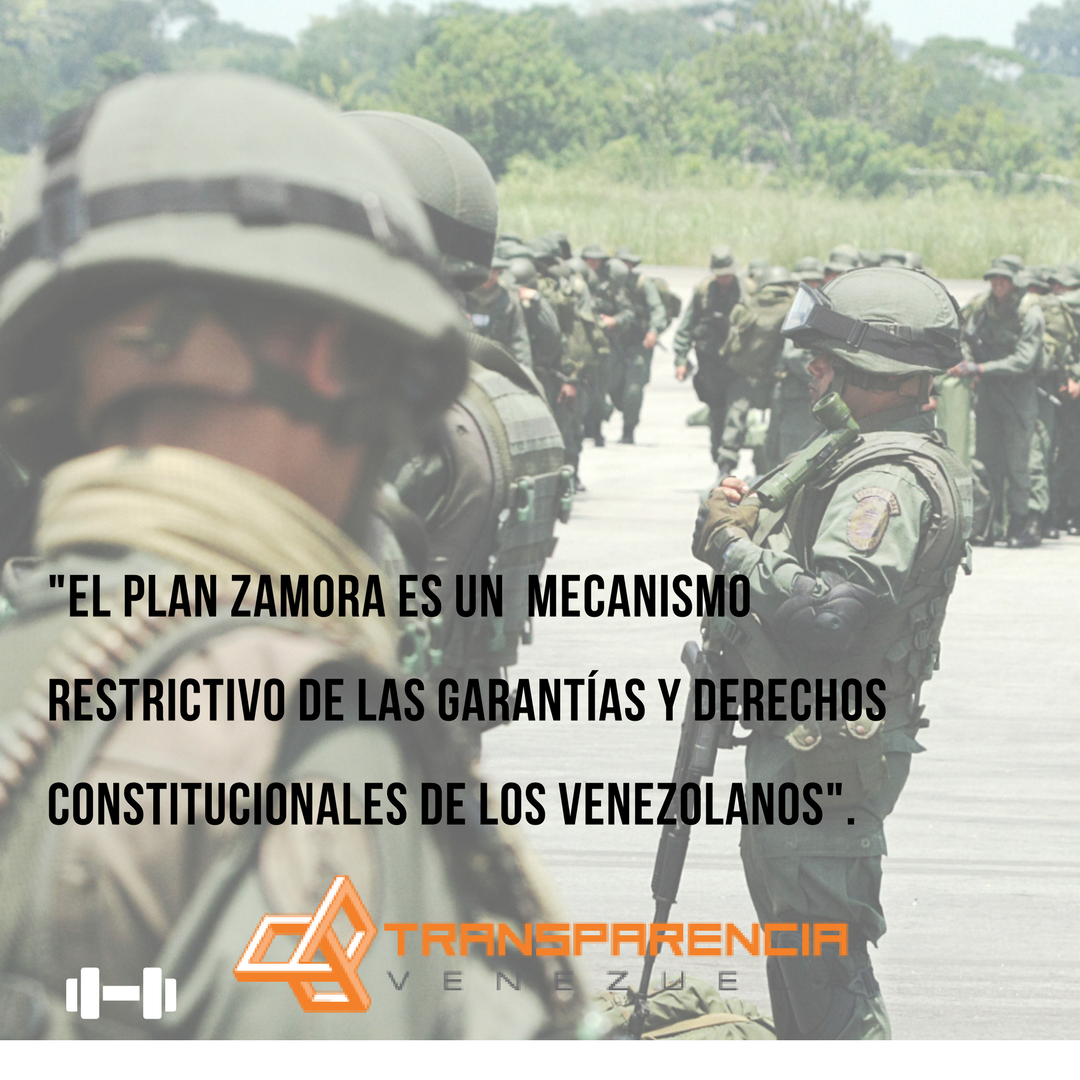 "EL PLAN ZAMORA ES UN MECANISMO
RESTRICTIVO DE LAS GARANTÍAS Y DERECHOS
CONSTITUCIONALES DE LOS VENEZOLANOS".
TRANSPARENCIA
VENEZUE